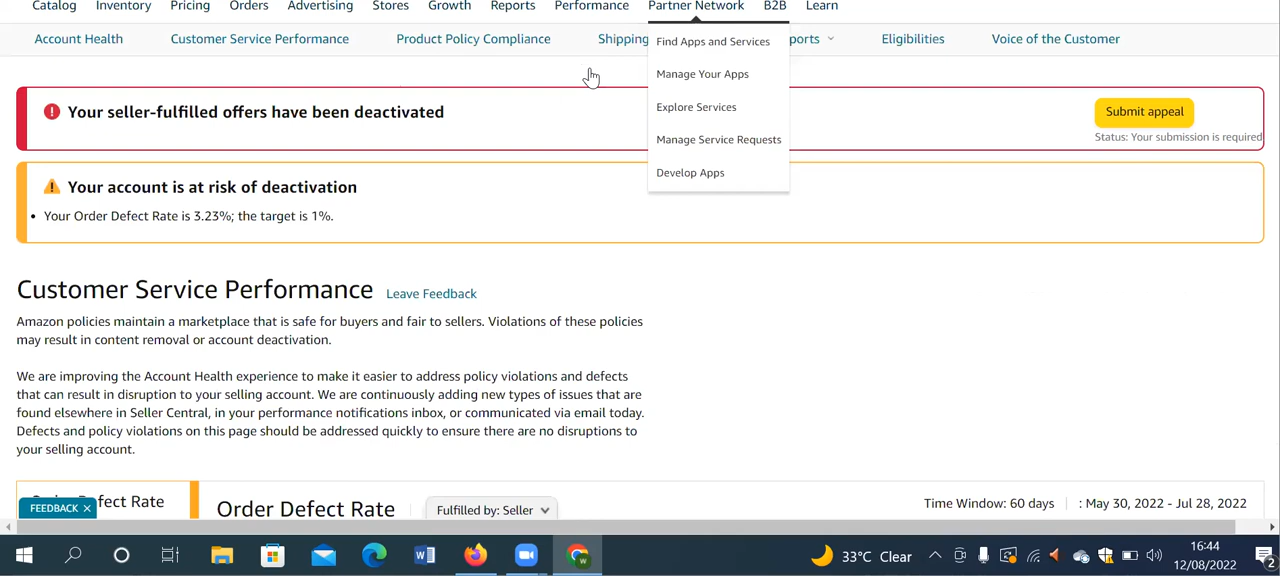 Catalog Inventory Pricing Orders Advertising Stores Growth Reports Performance Partner Network B2B Learn
Account Health Customer Service Performance Product Policy Compliance Shipping ports Eligibilities Voice of the Customer
Find Apps and Services
Manage Your Apps
Explore Services
Manage Service Requests
Develop Apps
Your seller-fulfilled offers have been deactivated
Submit appeal
Status: Your submission is required
Your account is at risk of deactivation
• Your Order Defect Rate is 3.23%; the target is 1%.
Customer Service Performance Leave Feedback
Amazon policies maintain a marketplace that is safe for buyers and fair to sellers. Violations of these policies
may result in content removal or account deactivation.
We are improving the Account Health experience to make it easier to address policy violations and defects
that can result in disruption to your selling account. We are continuously adding new types of issues that are
found elsewhere in Seller Central, in your performance notifications inbox, or communicated via email today.
Defects and policy violations on this page should be addressed quickly to ensure there are no disruptions to
your selling account.
fect Rate
FEEDBACK ×
Order Defect Rate Fulfilled by: Seller
Time Window: 60 days : May 30, 2022 - Jul 28, 2022
33°C Clear
16:44
12/08/2022
2